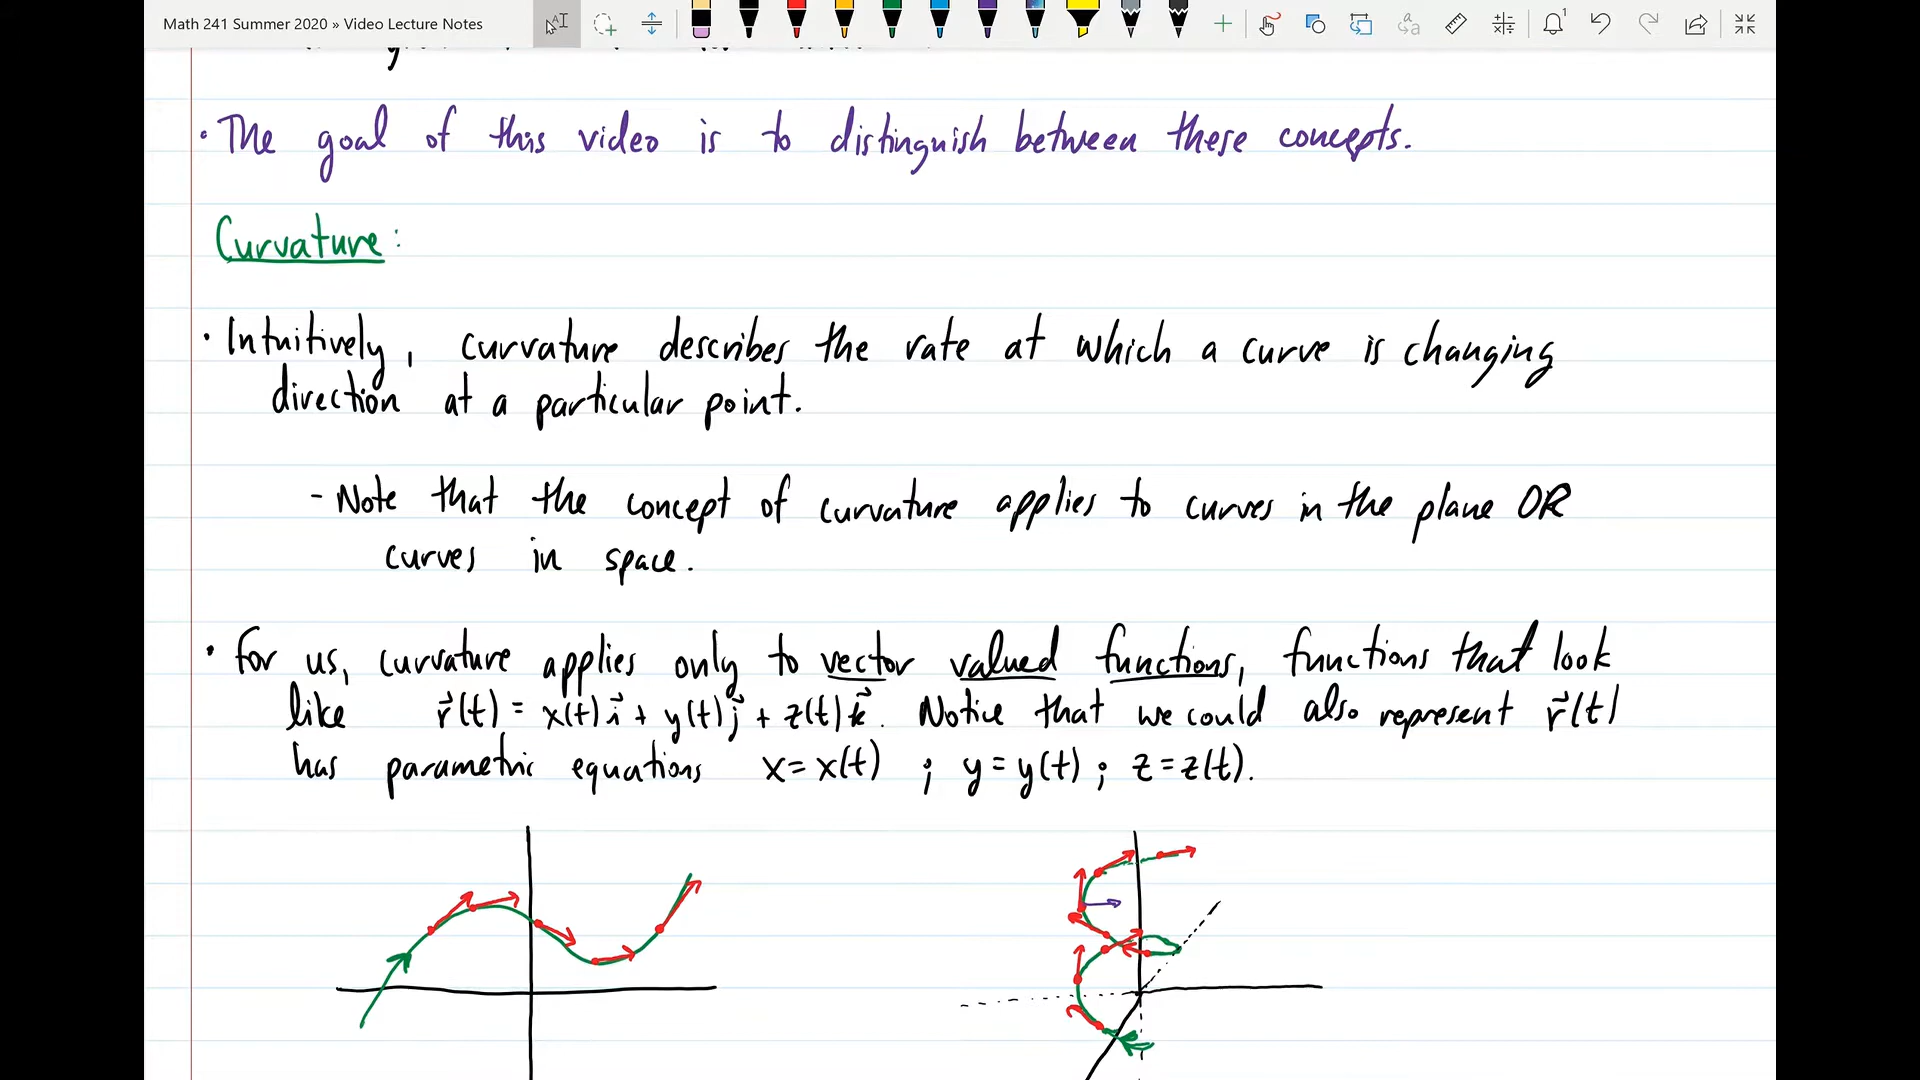 Math 241 Summer 2020 » Video Lecture Notes
• The goal of this video is to distinguish between these concepts.
Curvature:
• Intuitively, curvature describes the rate at which a curve is changing
direction at a particular point.
- Note that the concept of curvature applies to curves in the plane OR
curves in space.
• For us, curvature applies only to vector valued functions, functions that look
like r⃗(t) = x(t)i⃗ + y(t)j⃗ + z(t)k⃗. Notice that we could also represent r⃗(t)
has parametric equations x=x(t) ; y=y(t) ; z=z(t).